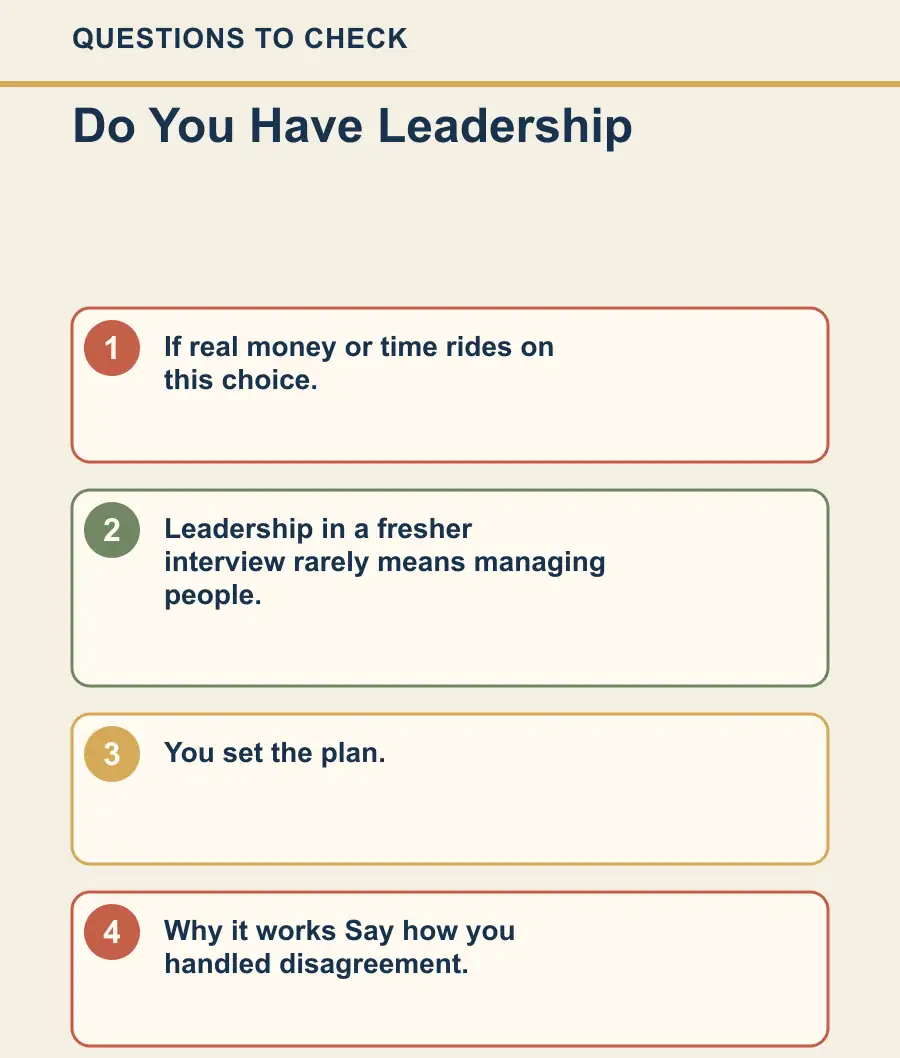 QUESTIONS TO CHECK
Do You Have Leadership
1
If real money or time rides on
this choice.
2
Leadership in a fresher
interview rarely means managing
people.
3
You set the plan.
4
Why it works Say how you
handled disagreement.